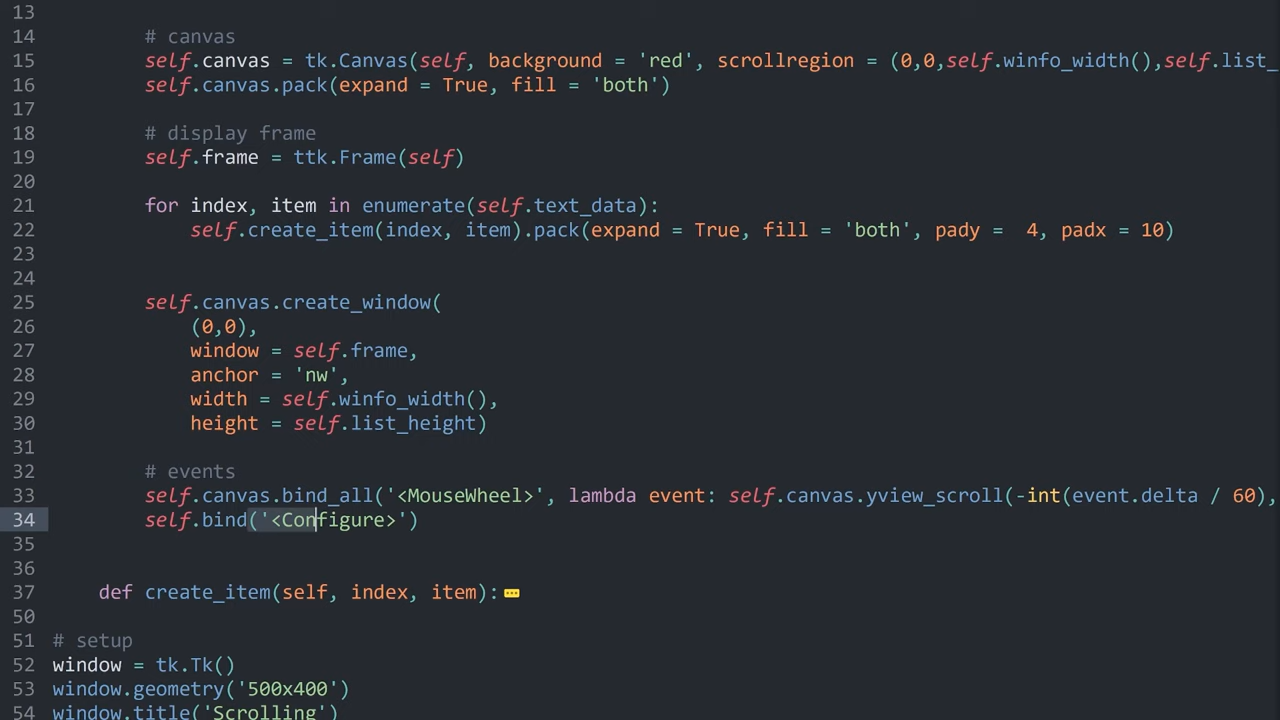 13
14 # canvas
15 self.canvas = tk.Canvas(self, background = 'red', scrollregion = (0,0,self.winfo_width(),self.list_
16 self.canvas.pack(expand = True, fill = 'both')
17
18 # display frame
19 self.frame = ttk.Frame(self)
20
21 for index, item in enumerate(self.text_data):
22 self.create_item(index, item).pack(expand = True, fill = 'both', pady =  4, padx = 10)
23
24
25 self.canvas.create_window(
26 (0,0),
27 window = self.frame,
28 anchor = 'nw',
29 width = self.winfo_width(),
30 height = self.list_height)
31
32 # events
33 self.canvas.bind_all('<MouseWheel>', lambda event: self.canvas.yview_scroll(-int(event.delta / 60),
34 self.bind('<Configure>')
35
36
37 def create_item(self, index, item):
50
51 # setup
52 window = tk.Tk()
53 window.geometry('500x400')
54 window.title('Scrolling')